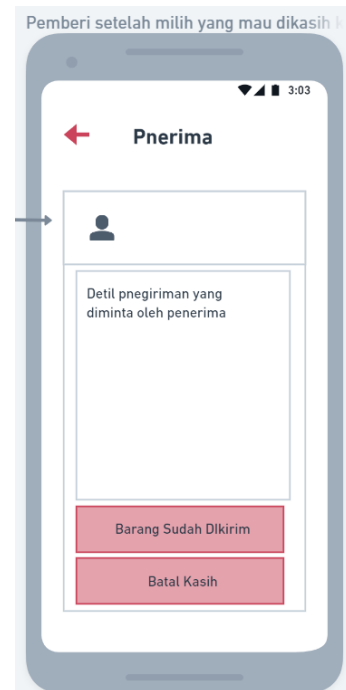 Pemberi setelah milih yang mau dikasih
3:03
Pnerima
Detil pnegiriman yang
diminta oleh penerima
Barang Sudah DIkirim
Batal Kasih